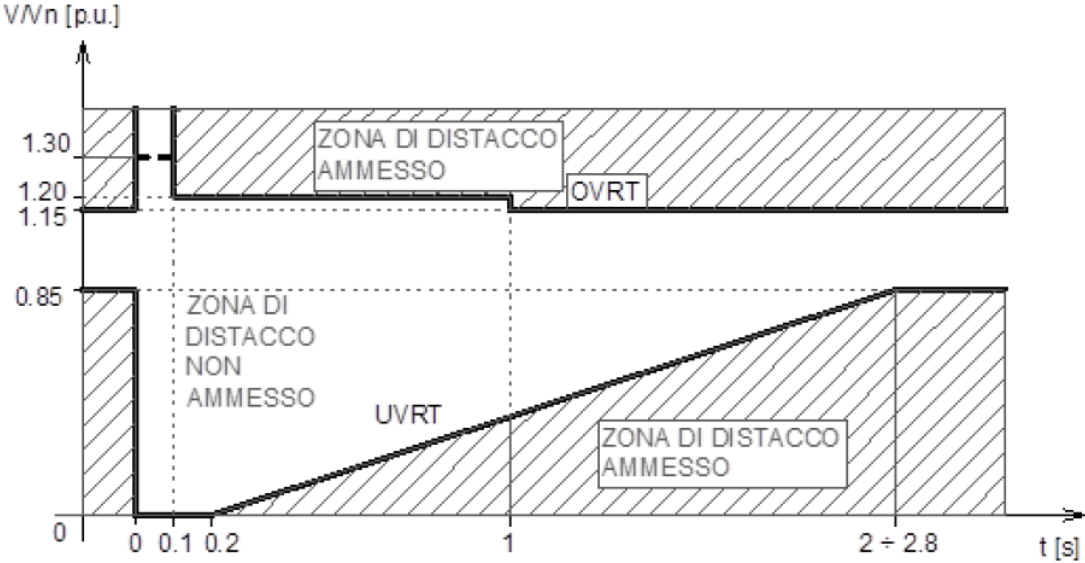 V/Vn [p.u.]
1.30
1.20
1.15
0.85
0
ZONA DI DISTACCO
AMMESSO
OVRT
ZONA DI
DISTACCO
NON
AMMESSO
UVRT
ZONA DI DISTACCO
AMMESSO
0 0.1 0.2 1 2 ÷ 2.8 t [s]